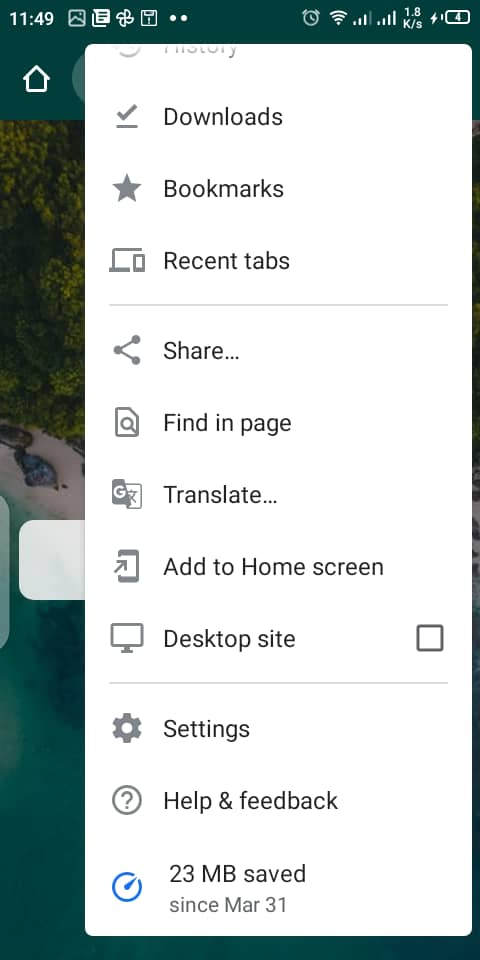 11:49
1.8
K/s
4
History
Downloads
Bookmarks
Recent tabs
Share...
Find in page
Translate...
Add to Home screen
Desktop site
Settings
Help & feedback
23 MB saved
since Mar 31